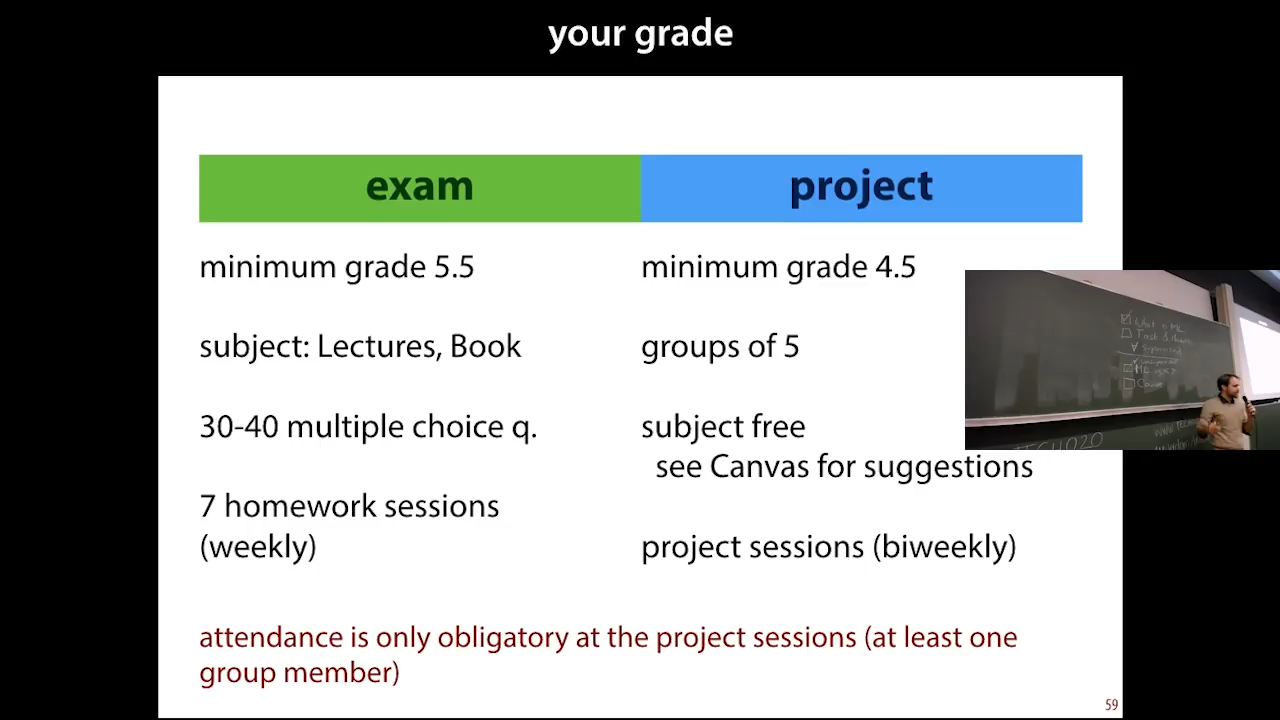 your grade
exam
project
minimum grade 5.5
minimum grade 4.5
subject: Lectures, Book
groups of 5
30-40 multiple choice q.
subject free
see Canvas for suggestions
7 homework sessions
(weekly)
project sessions (biweekly)
attendance is only obligatory at the project sessions (at least one
group member)
59